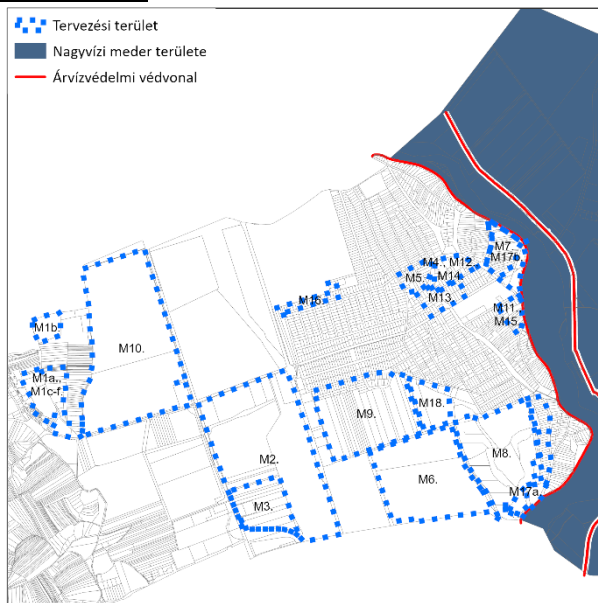 Tervezési terület
Nagyvízi meder területe
Árvízvédelmi védvonal
M7.
M17b.
M4., M12.
M5.
M14.
M13.
M16.
M11.
M15.
M1b.
M10.
M1a.,
M1c-f.
M9.
M18.
M2.
M8.
M6.
M3.
M17a.